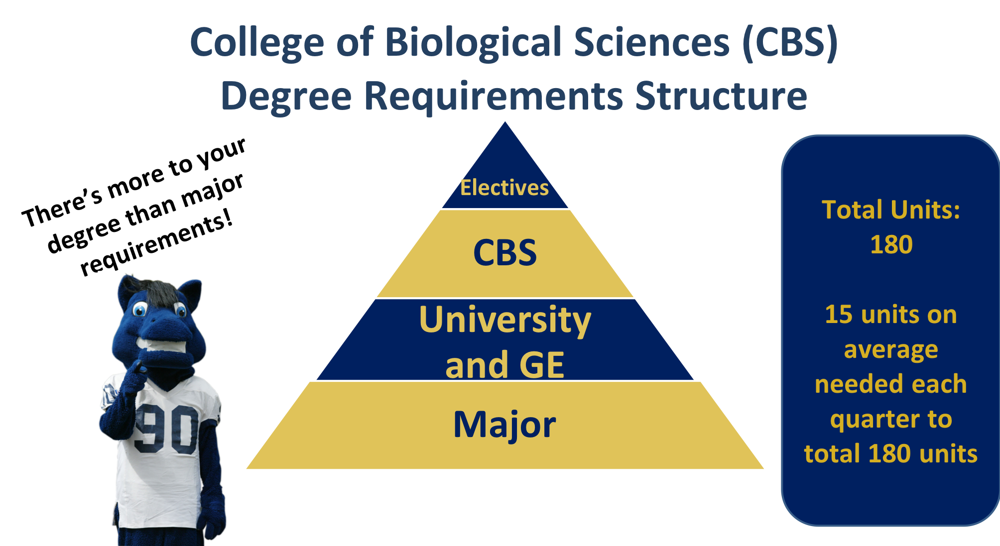 College of Biological Sciences (CBS)
Degree Requirements Structure
There’s more to your
degree than major
requirements!
Electives
CBS
University
and GE
Major
Total Units:
180
15 units on
average
needed each
quarter to
total 180 units
90